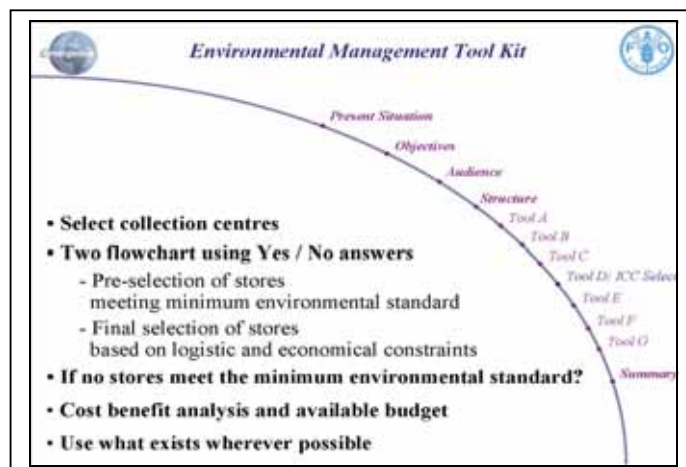 Environmental Management Tool Kit
F O
Present Situation
Objectives
Audience
Structure
Tool A
Tool B
Tool C
Tool D: ICC Select
Tool E
Tool F
Tool G
Summary
• Select collection centres
• Two flowchart using Yes / No answers
- Pre-selection of stores
meeting minimum environmental standard
- Final selection of stores
based on logistic and economical constraints
• If no stores meet the minimum environmental standard?
• Cost benefit analysis and available budget
• Use what exists wherever possible